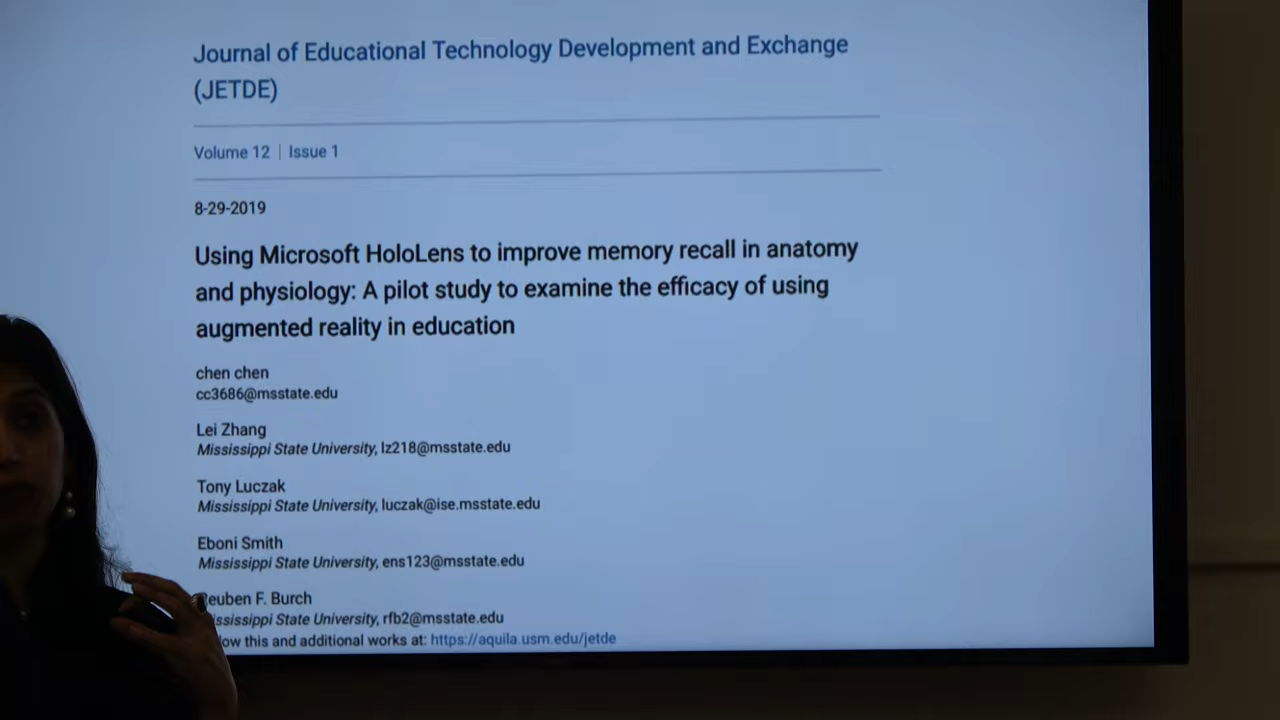 Journal of Educational Technology Development and Exchange
(JETDE)
Volume 12 | Issue 1
8-29-2019
Using Microsoft HoloLens to improve memory recall in anatomy
and physiology: A pilot study to examine the efficacy of using
augmented reality in education
chen chen
cc3686@msstate.edu
Lei Zhang
Mississippi State University, lz218@msstate.edu
Tony Luczak
Mississippi State University, luczak@ise.msstate.edu
Eboni Smith
Mississippi State University, ens123@msstate.edu
Reuben F. Burch
Mississippi State University, rfb2@msstate.edu
low this and additional works at: https://aquila.usm.edu/jetde